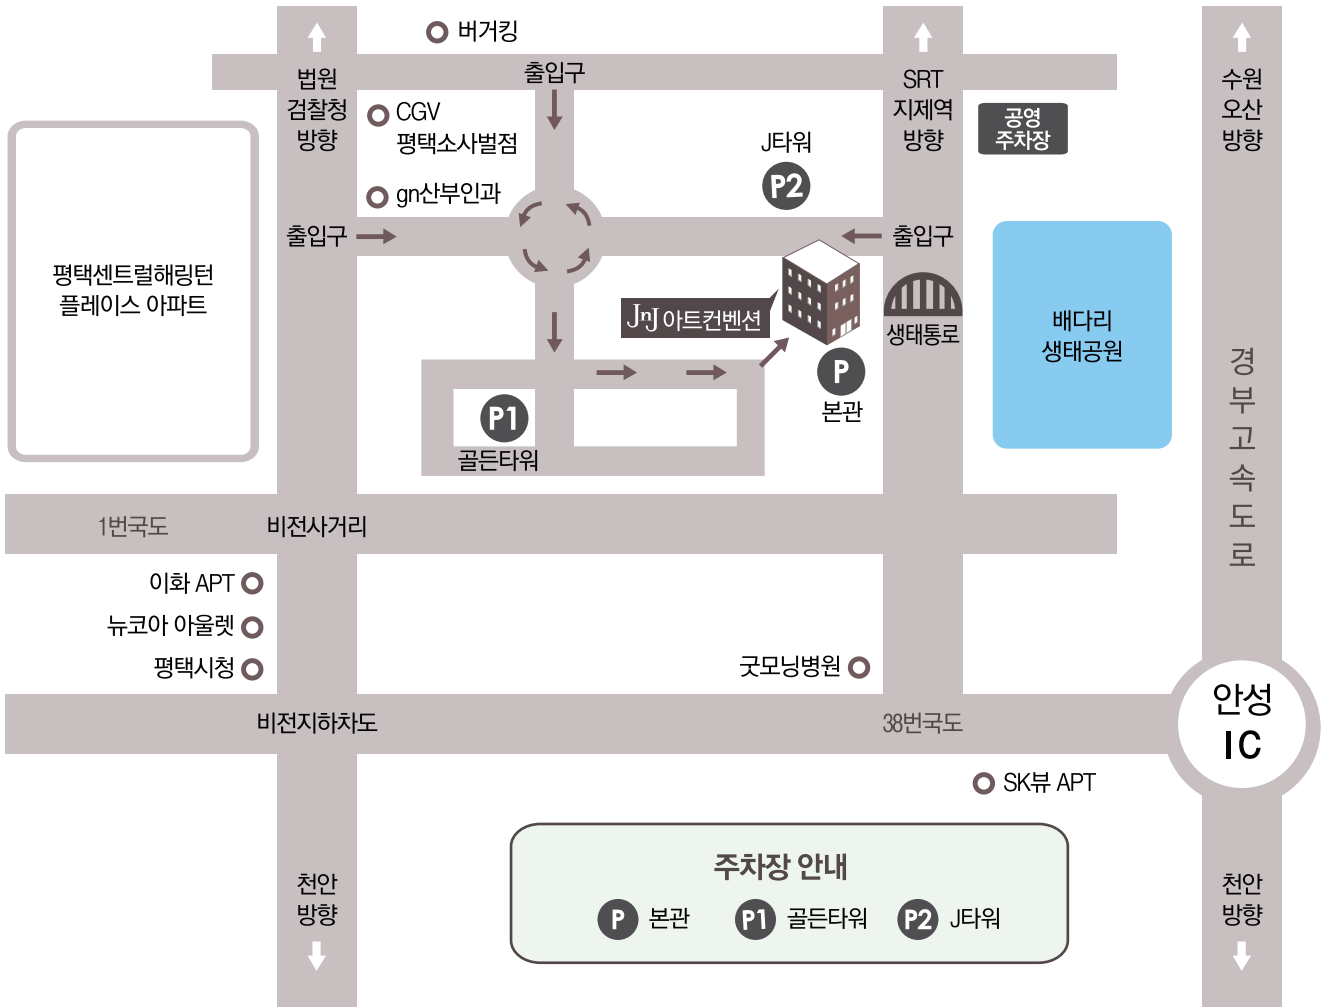 버거킹
법원
검찰청
방향
출입구
SRT
지제역
방향
수원
오산
방향
공영
주차장
CGV
평택소사벌점
J타워
P2
gn산부인과
출입구
출입구
평택센트럴해링턴
플레이스 아파트
JnJ 아트컨벤션
생태통로
배다리
생태공원
P
본관
P1
골든타워
경부고속도로
1번국도
비전사거리
이화 APT
뉴코아 아울렛
평택시청
굿모닝병원
비전지하차도
38번국도
안성
IC
SK뷰 APT
주차장 안내
P 본관 P1 골든타워 P2 J타워
천안
방향
천안
방향